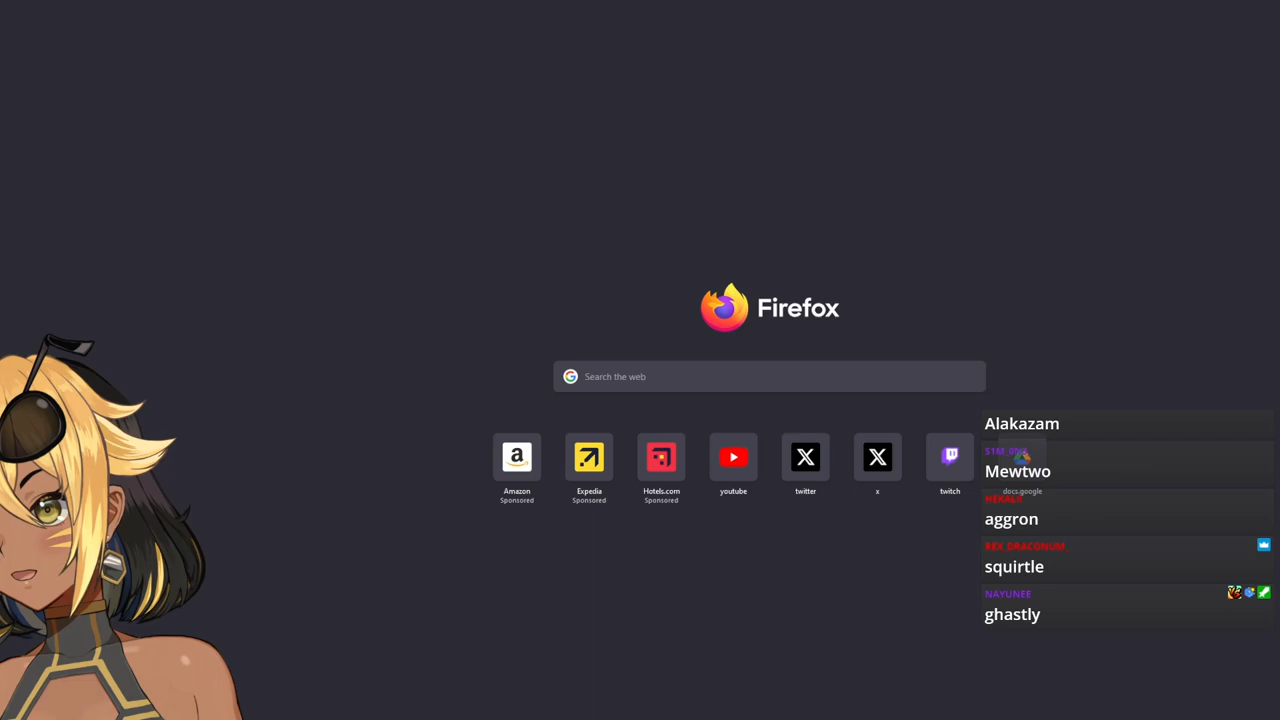 Firefox
Search the web
Amazon
Sponsored
Expedia
Sponsored
Hotels.com
Sponsored
youtube
twitter
x
twitch
docs.google
Alakazam
Mewtwo
aggron
REX_DRACONUM_
squirtle
NAYUNEE
ghastly